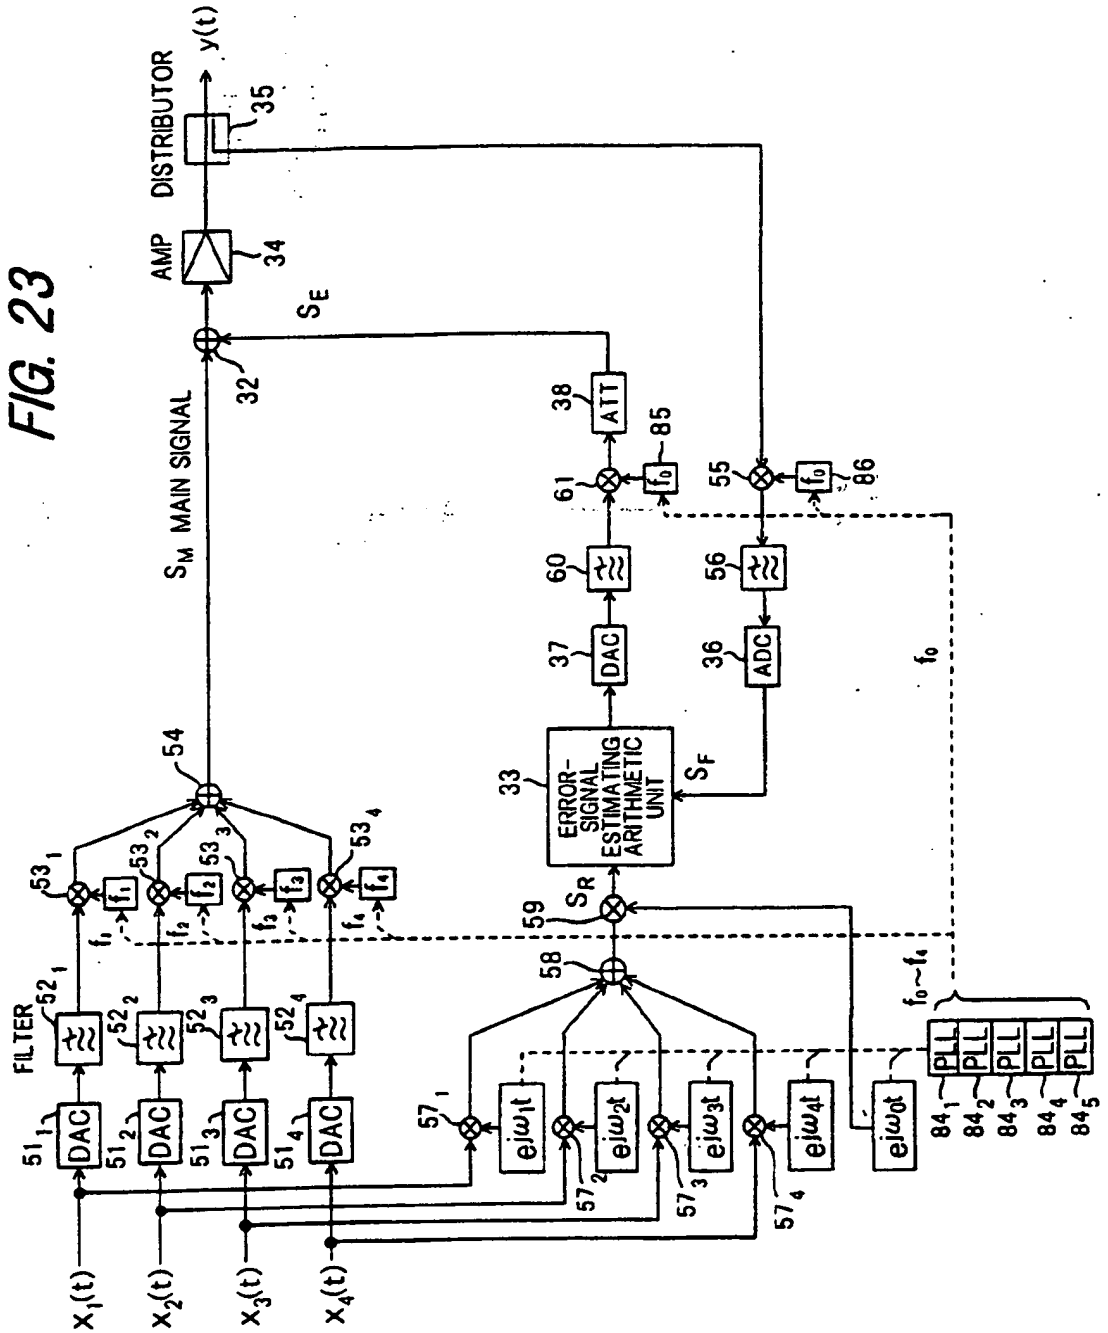 FIG. 23
X1(t)
X2(t)
X3(t)
X4(t)
511
DAC
512
DAC
513
DAC
514
DAC
FILTER
521
522
523
524
531
f1
f1
532
f2
f2
533
f3
f3
534
f4
f4
54
SM MAIN SIGNAL
32
SE
AMP
34
DISTRIBUTOR
35
y(t)
571
ejω1t
572
ejω2t
573
ejω3t
574
ejω4t
ejω0t
58
59
SR
33
ERROR-
SIGNAL
ESTIMATING
ARITHMETIC
UNIT
SF
37
DAC
60
61
f0
85
38
ATT
36
ADC
56
55
f0
86
f0
f0~f4
841 PLL
842 PLL
843 PLL
844 PLL
845 PLL